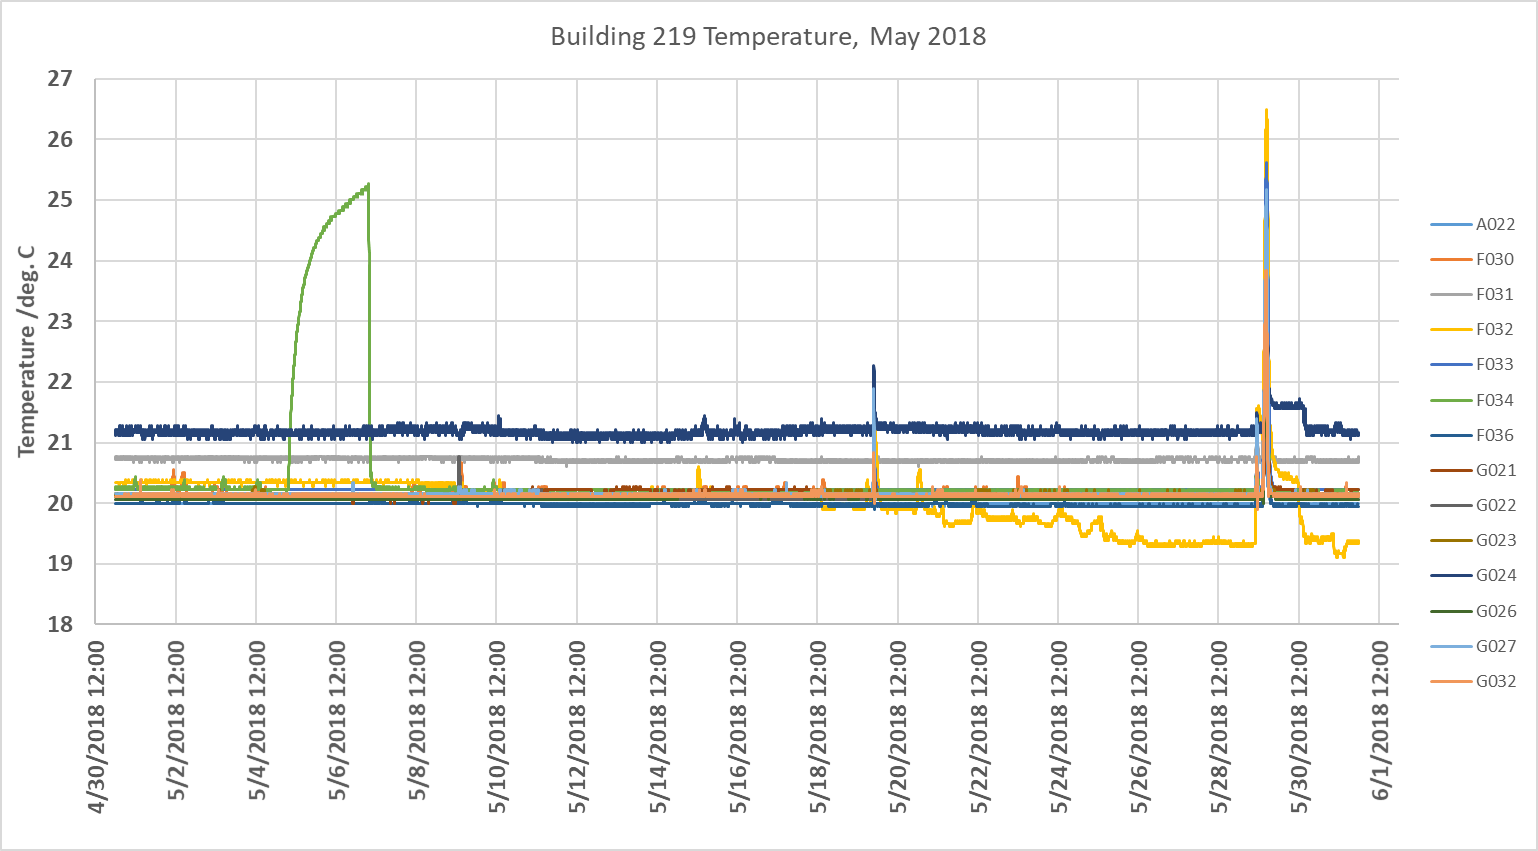 Building 219 Temperature, May 2018
Temperature /deg. C
27
26
25
24
23
22
21
20
19
18
4/30/2018 12:00
5/2/2018 12:00
5/4/2018 12:00
5/6/2018 12:00
5/8/2018 12:00
5/10/2018 12:00
5/12/2018 12:00
5/14/2018 12:00
5/16/2018 12:00
5/18/2018 12:00
5/20/2018 12:00
5/22/2018 12:00
5/24/2018 12:00
5/26/2018 12:00
5/28/2018 12:00
5/30/2018 12:00
6/1/2018 12:00
A022
F030
F031
F032
F033
F034
F036
G021
G022
G023
G024
G026
G027
G032